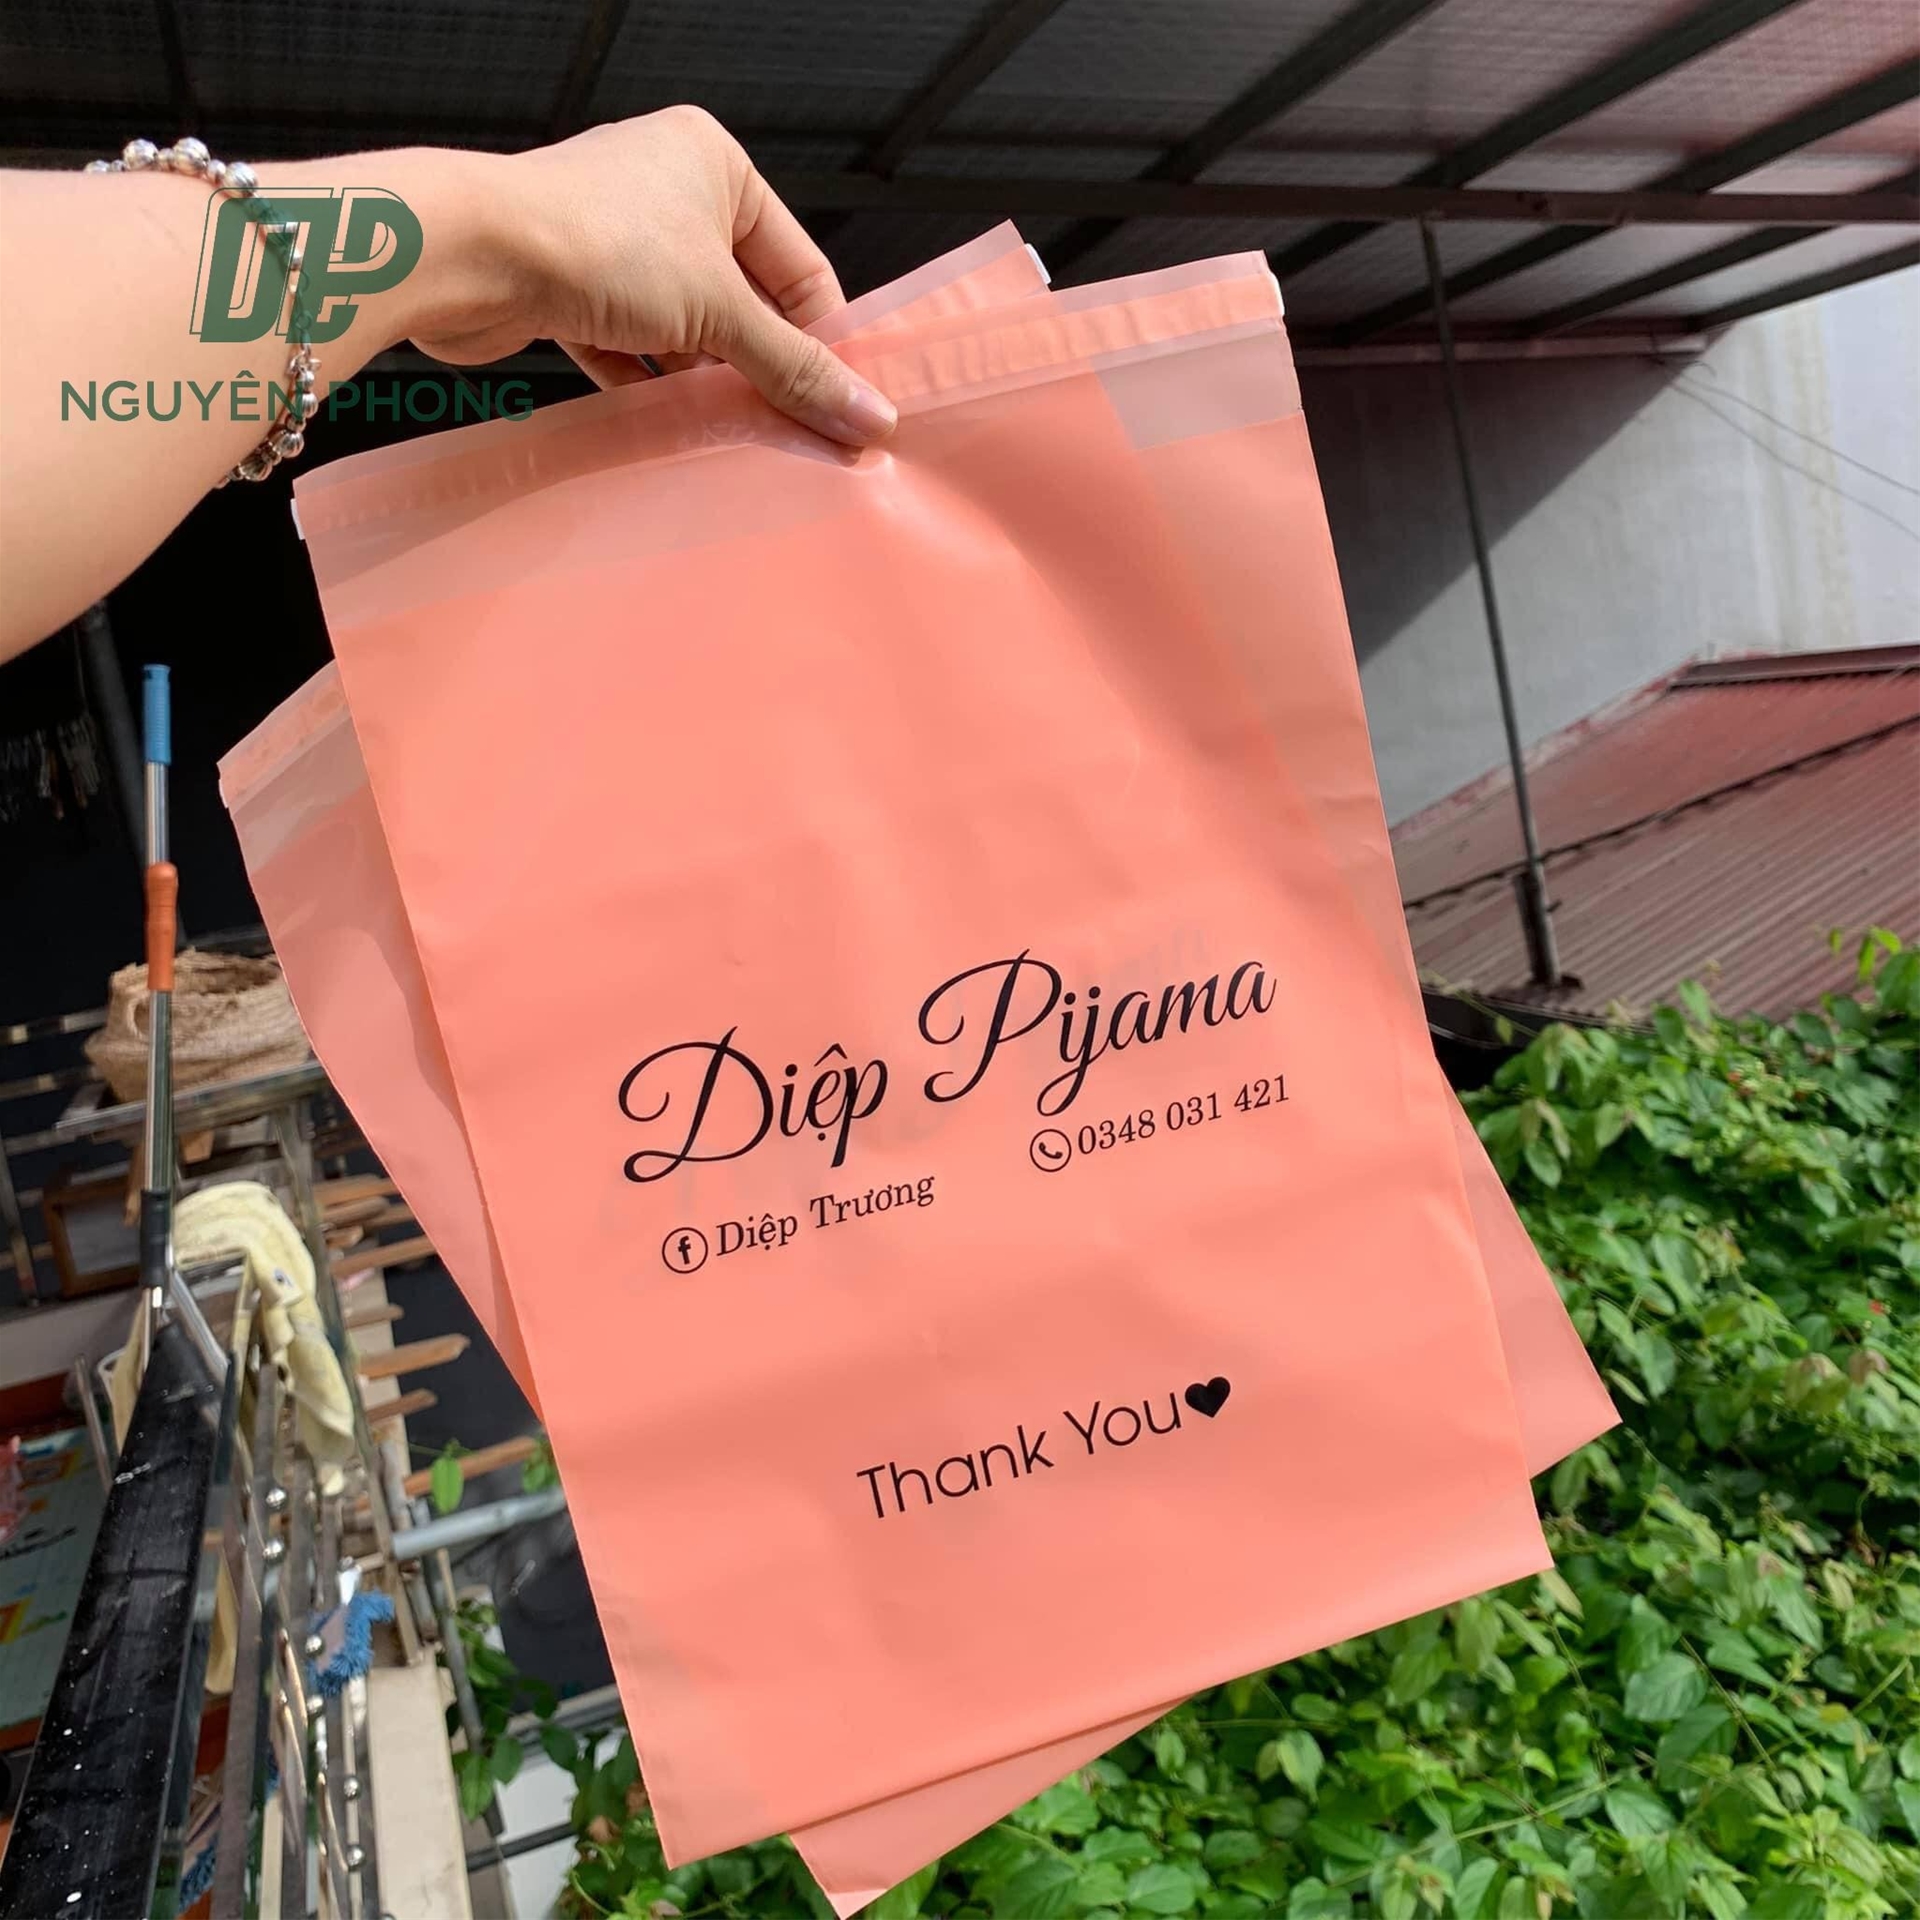 NGUYÊN PHONG
Diệp Pijama
0348 031 421
Diệp Trương
Thank You♥